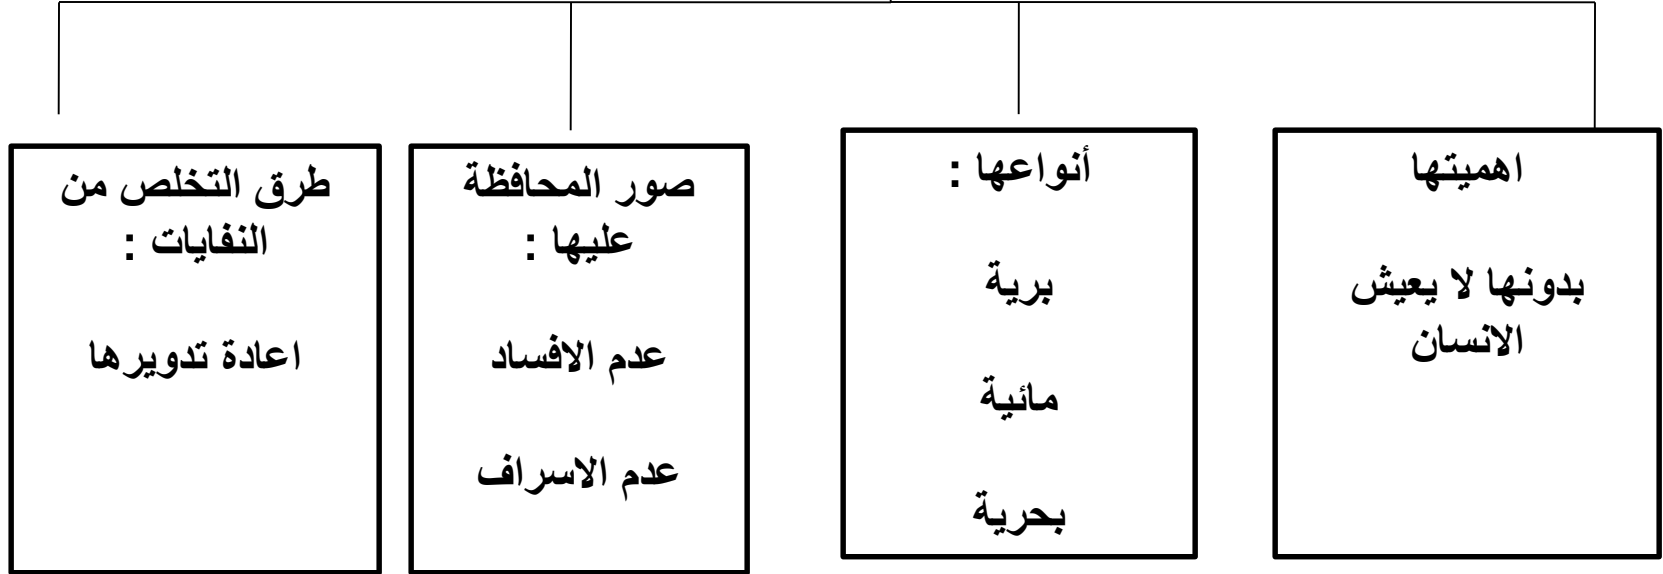 اهميتها
بدونها لا يعيش
الانسان
أنواعها :
برية
مائية
بحرية
صور المحافظة
عليها :
عدم الافساد
عدم الاسراف
طرق التخلص من
النفايات :
اعادة تدويرها